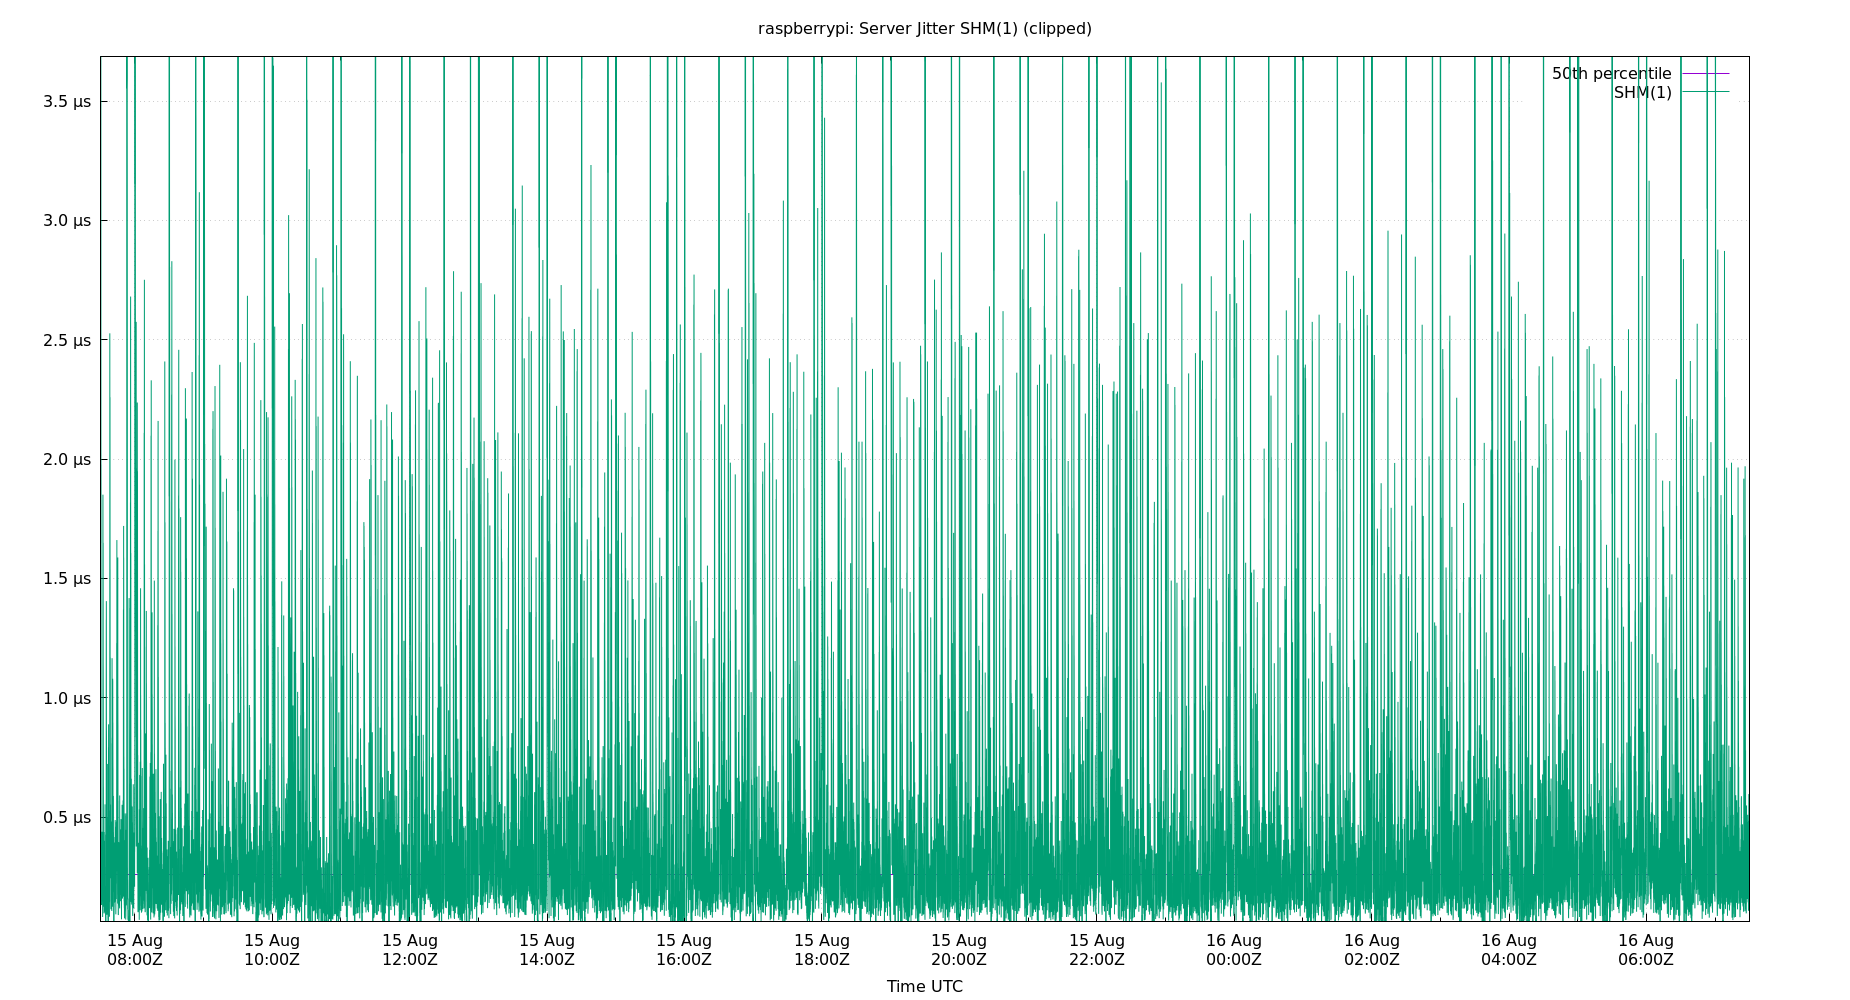 raspberrypi: Server Jitter SHM(1) (clipped)
50th percentile
SHM(1)
3.5 µs
3.0 µs
2.5 µs
2.0 µs
1.5 µs
1.0 µs
0.5 µs
15 Aug 15 Aug 15 Aug 15 Aug 15 Aug 15 Aug 15 Aug 15 Aug 16 Aug 16 Aug 16 Aug 16 Aug
08:00Z 10:00Z 12:00Z 14:00Z 16:00Z 18:00Z 20:00Z 22:00Z 00:00Z 02:00Z 04:00Z 06:00Z
Time UTC